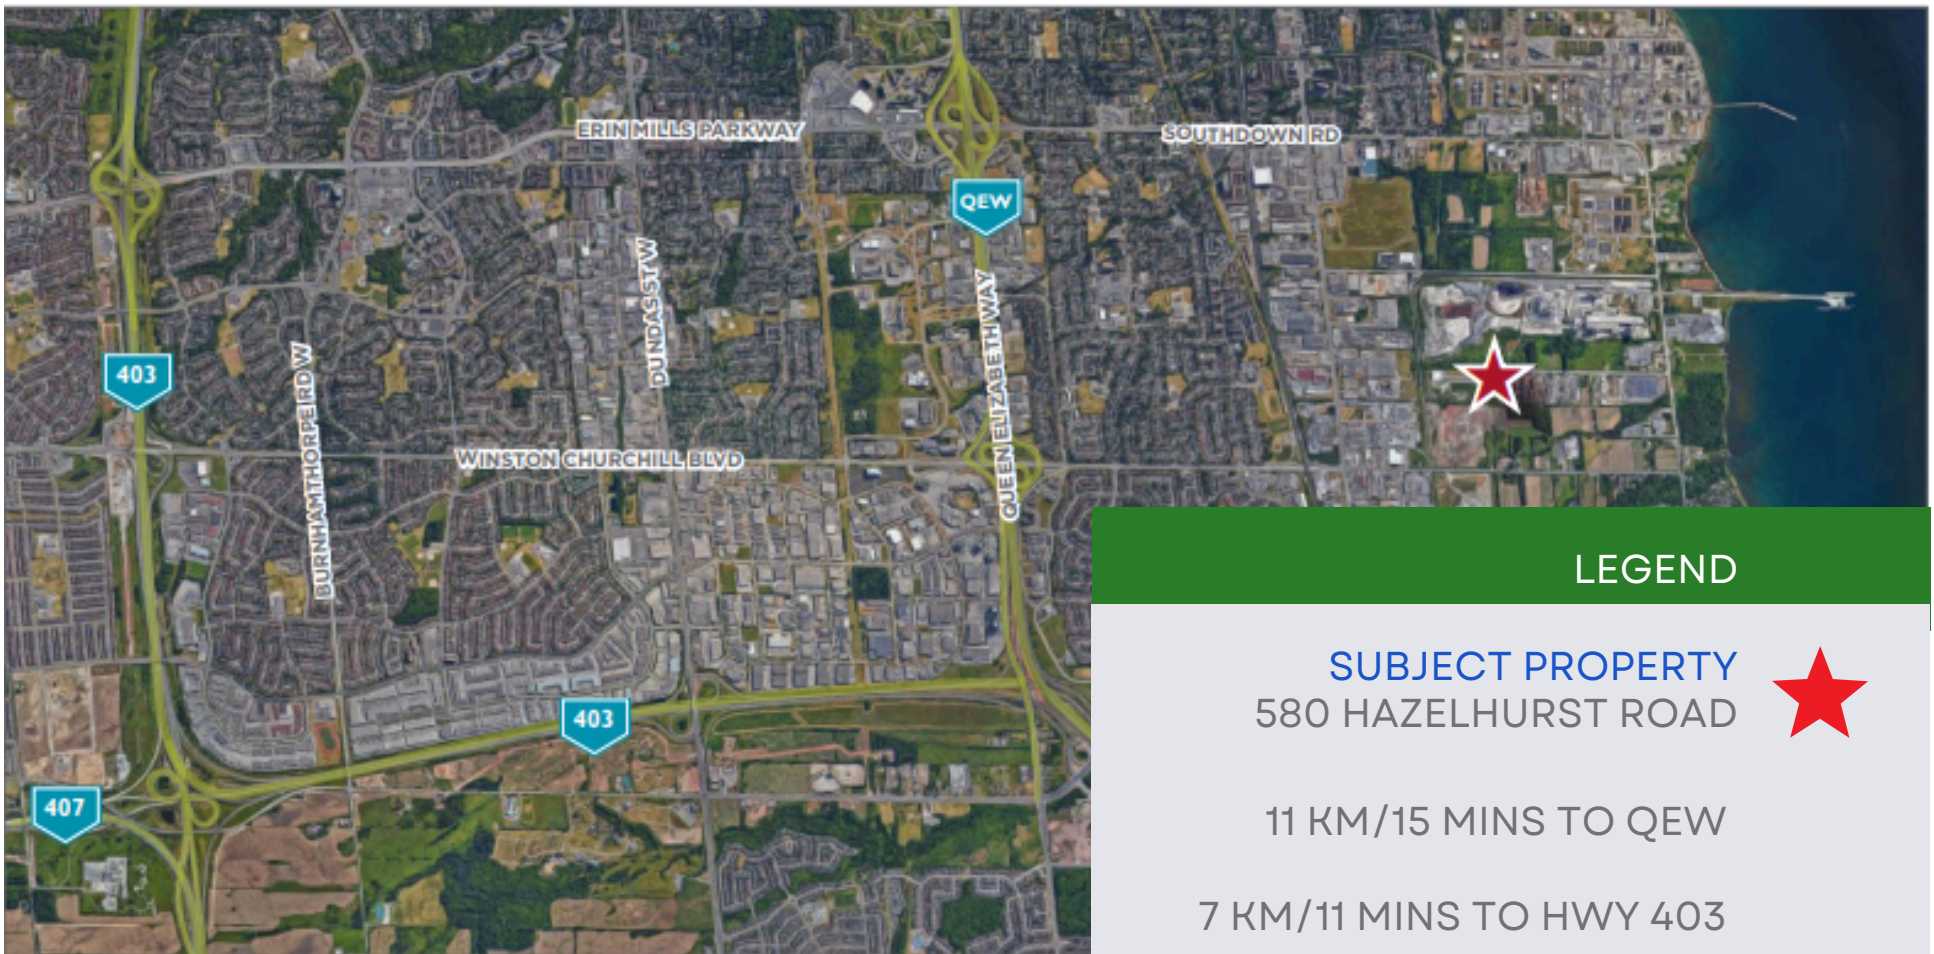 ERIN MILLS PARKWAY
SOUTHDOWN RD
QEW
DUNDAS ST W
QUEEN ELIZABETH WAY
403
BURNHAMTHORPE RD W
WINSTON CHURCHILL BLVD
403
407
LEGEND
SUBJECT PROPERTY
580 HAZELHURST ROAD
11 KM/15 MINS TO QEW
7 KM/11 MINS TO HWY 403